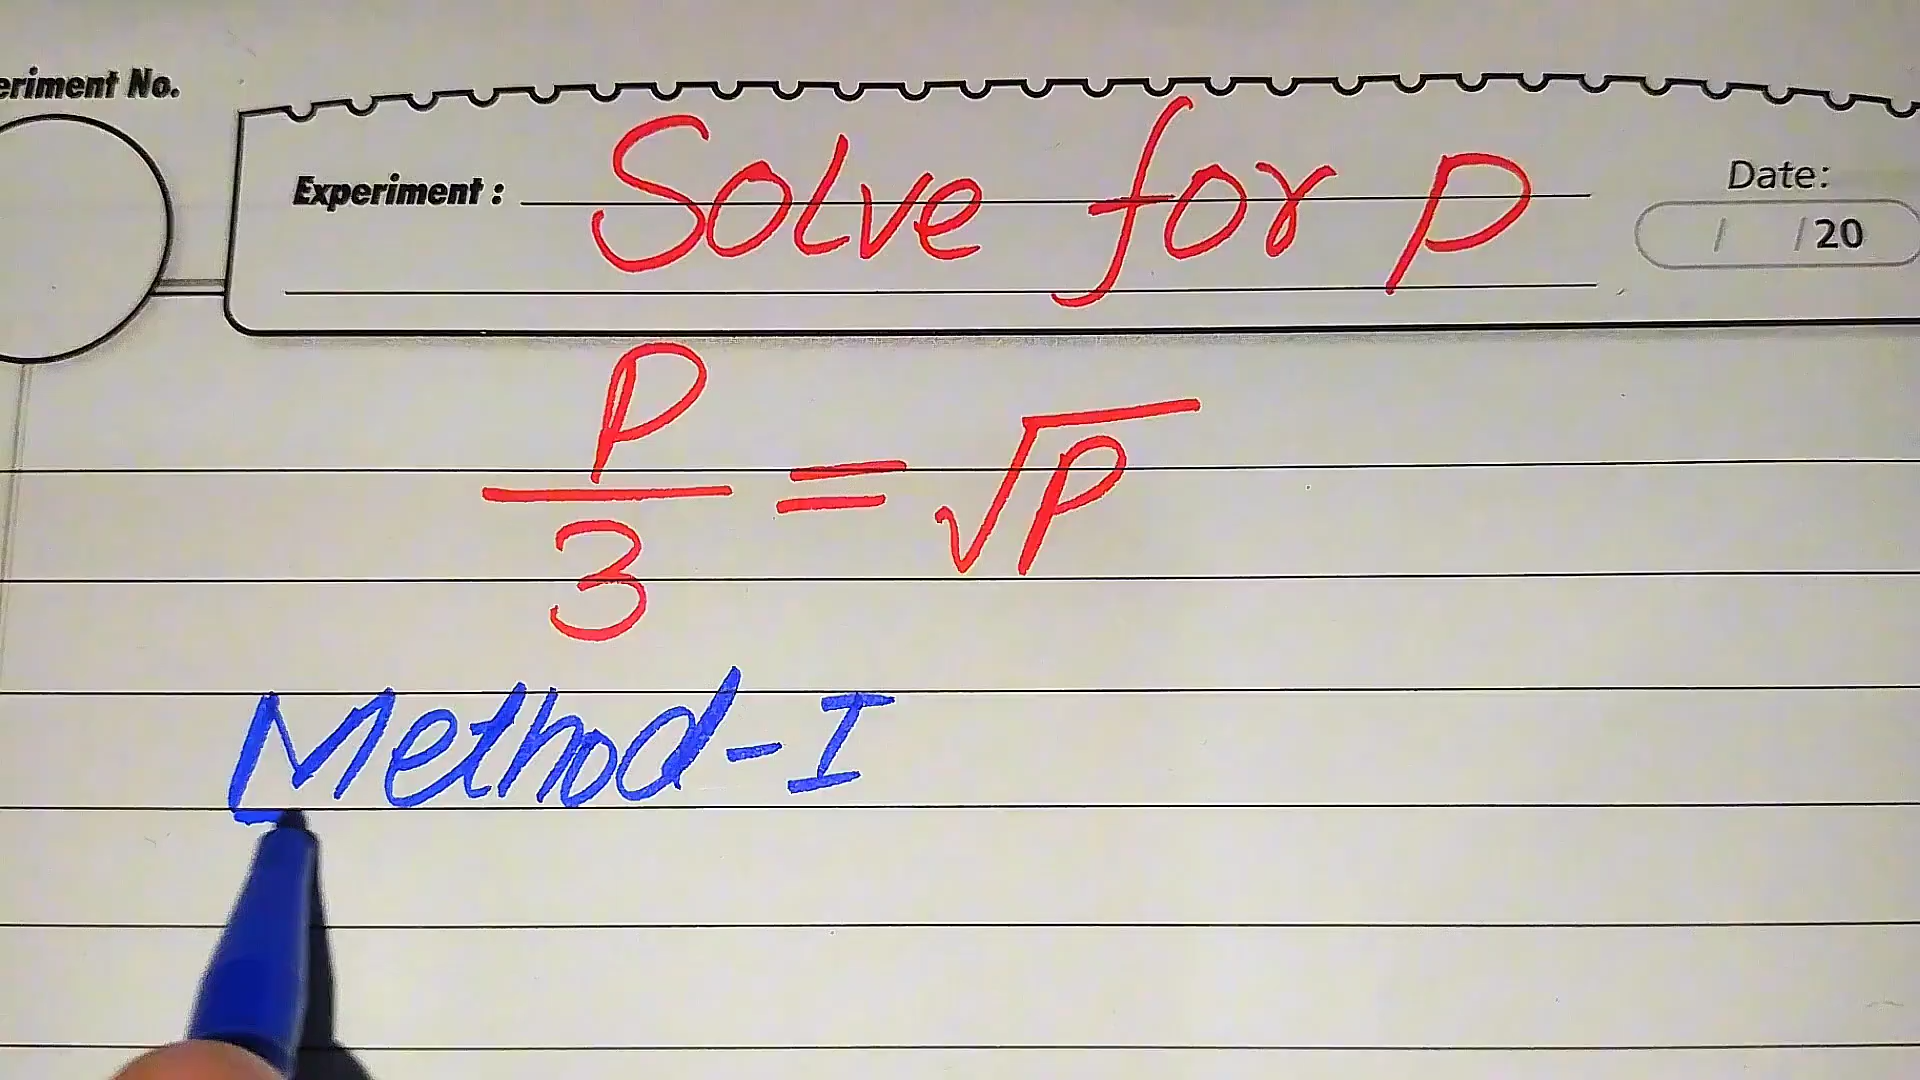 eriment No.
Experiment : Solve for P
Date:
/ /20
P/3 = √P
Method-I